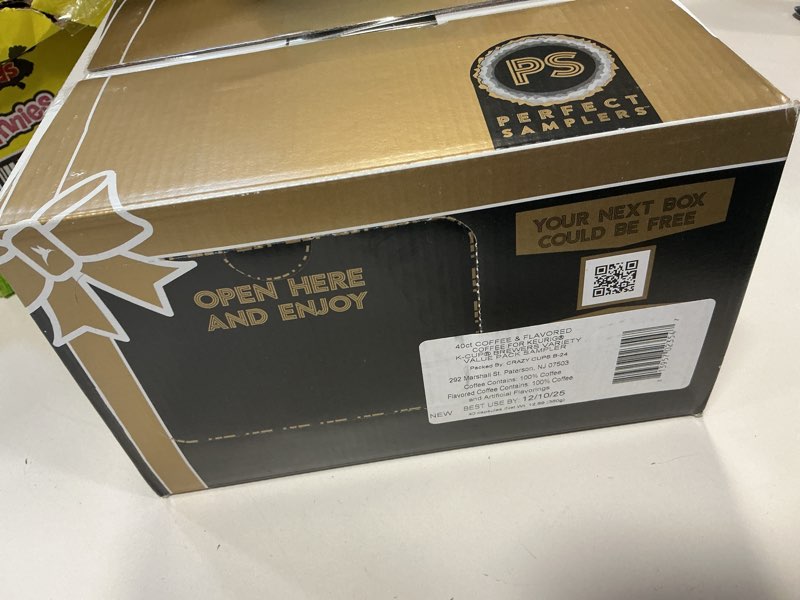 PS
PERFECT
SAMPLERS
YOUR NEXT BOX
COULD BE FREE
OPEN HERE
AND ENJOY
40ct COFFEE & FLAVORED
COFFEE FOR KEURIG®
K-CUP® BREWERS VARIETY
VALUE PACK SAMPLER
Packed By: CRAZY CUPS B-24
292 Marshall St. Paterson, NJ 07503
Coffee Contains: 100% Coffee
Flavored Coffee Contains: 100% Coffee
and Artificial Flavorings
NEW BEST USE BY: 12/10/25
40 capsules